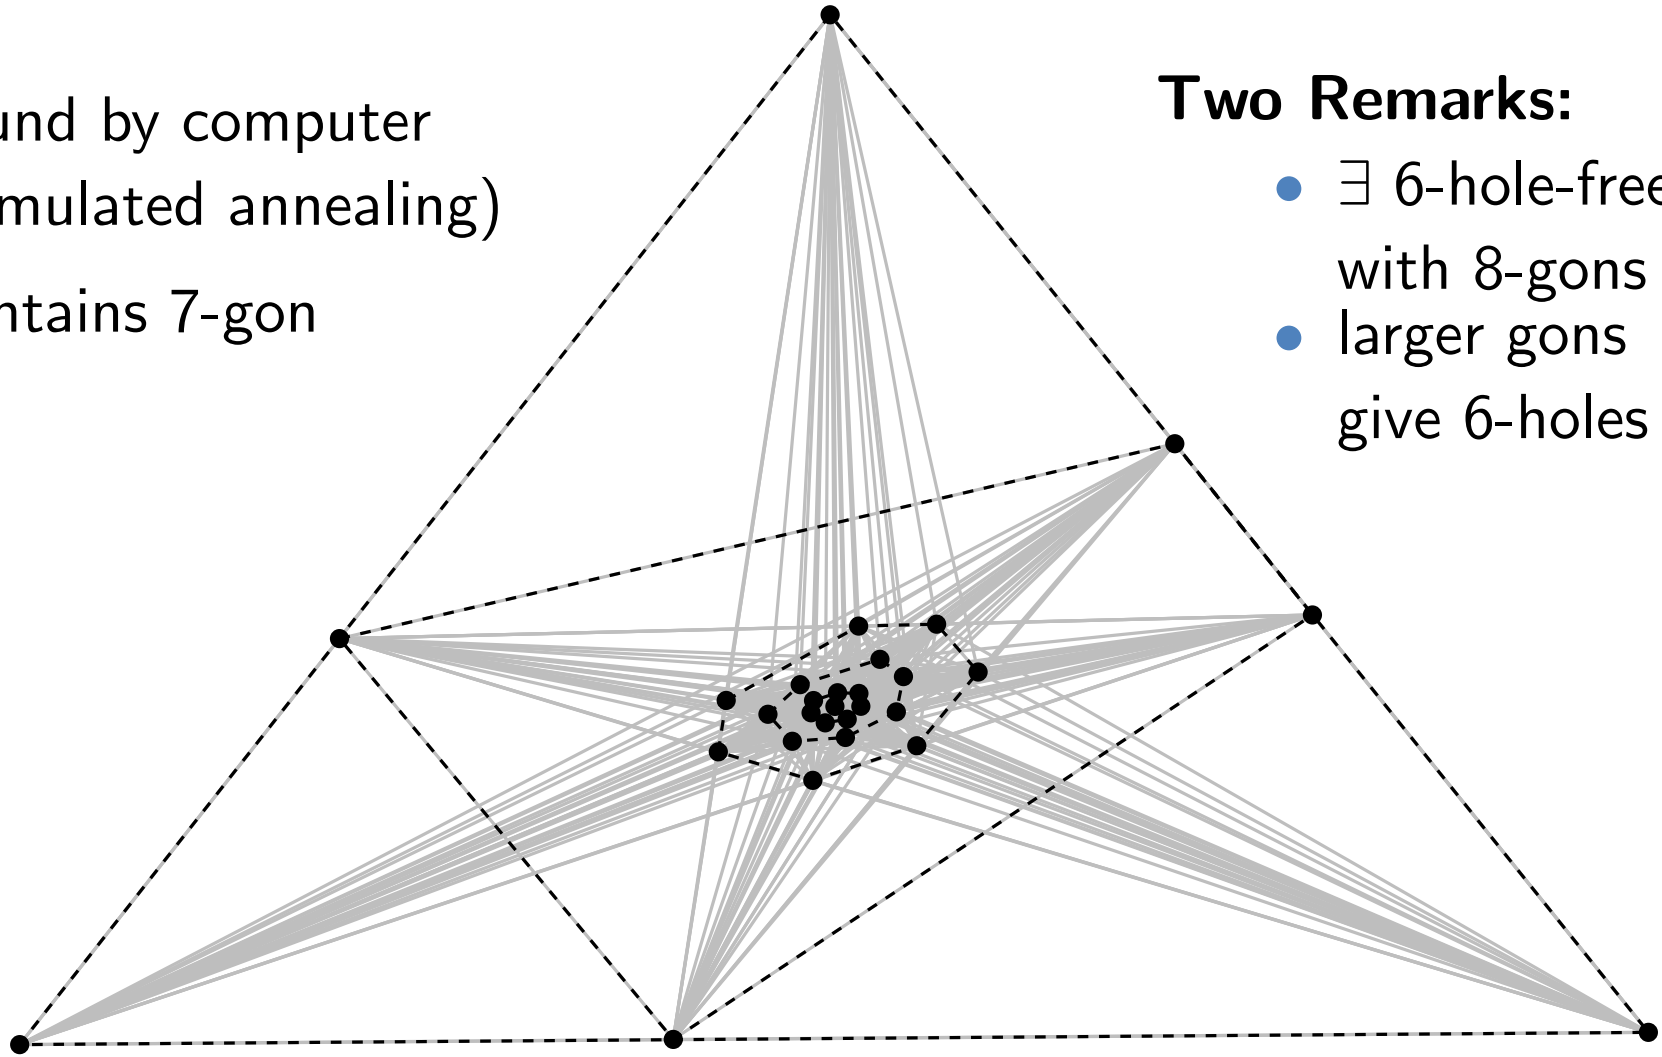 und by computer
mulated annealing)
ntains 7-gon
Two Remarks:
• ∃ 6-hole-free
with 8-gons
• larger gons
give 6-holes